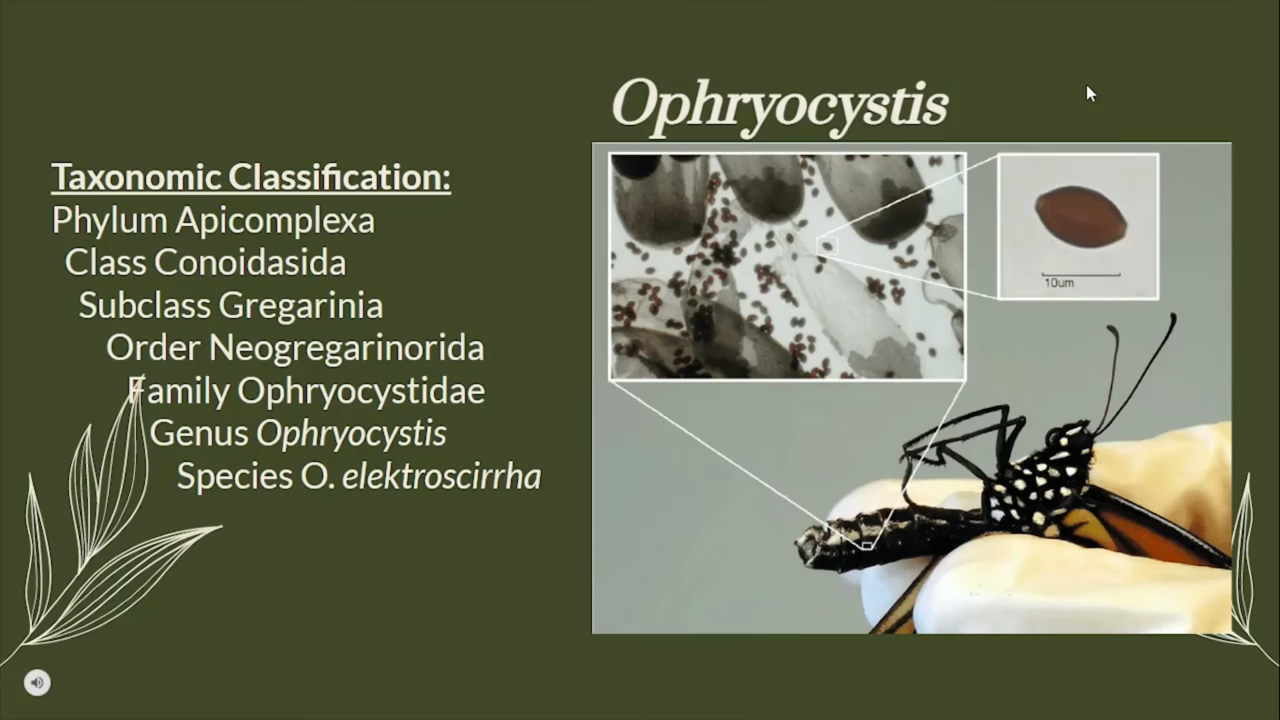 Ophryocystis
Taxonomic Classification:
Phylum Apicomplexa
Class Conoidasida
Subclass Gregarinia
Order Neogregarinorida
Family Ophryocystidae
Genus Ophryocystis
Species O. elektroscirrha
10um